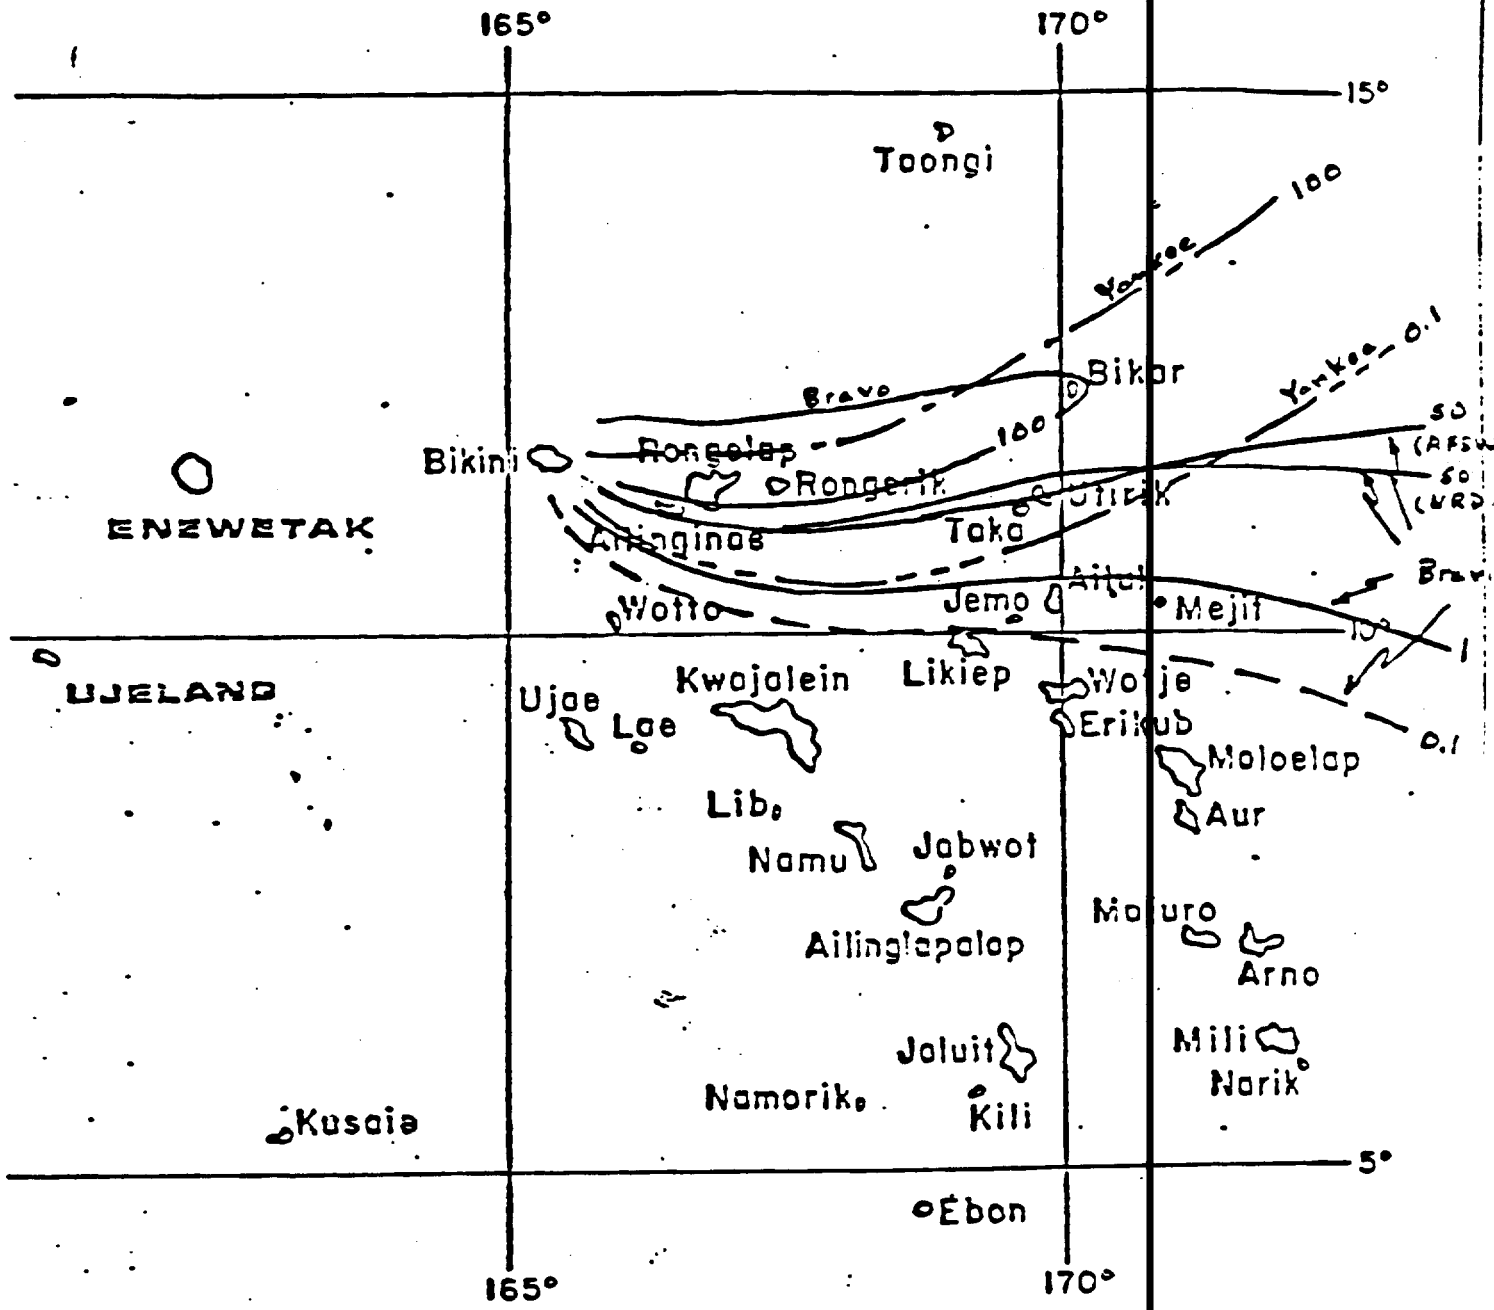 165° 170°
15°
Toongi
100
Yankee
0.1
Yankee
Bikar
Bravo
50
(AFSW
100
Bikini
Rongelap
Rongerik
50
(NRD
Utirik
Taka
ENEWETAK
Ailinginae
Bravo
Ailuk
Jemo
Mejit
Wotto
10°
1
Likiep
UJELAND
Kwajalein
Wotje
Ujae
Lae
Erikub
0.1
Moloelap
Lib
Aur
Namu
Jabwot
Majuro
Ailinglapalap
Arno
Jaluit
Mili
Narik
Namorik
Kili
Kusaie
5°
Ebon
165° 170°